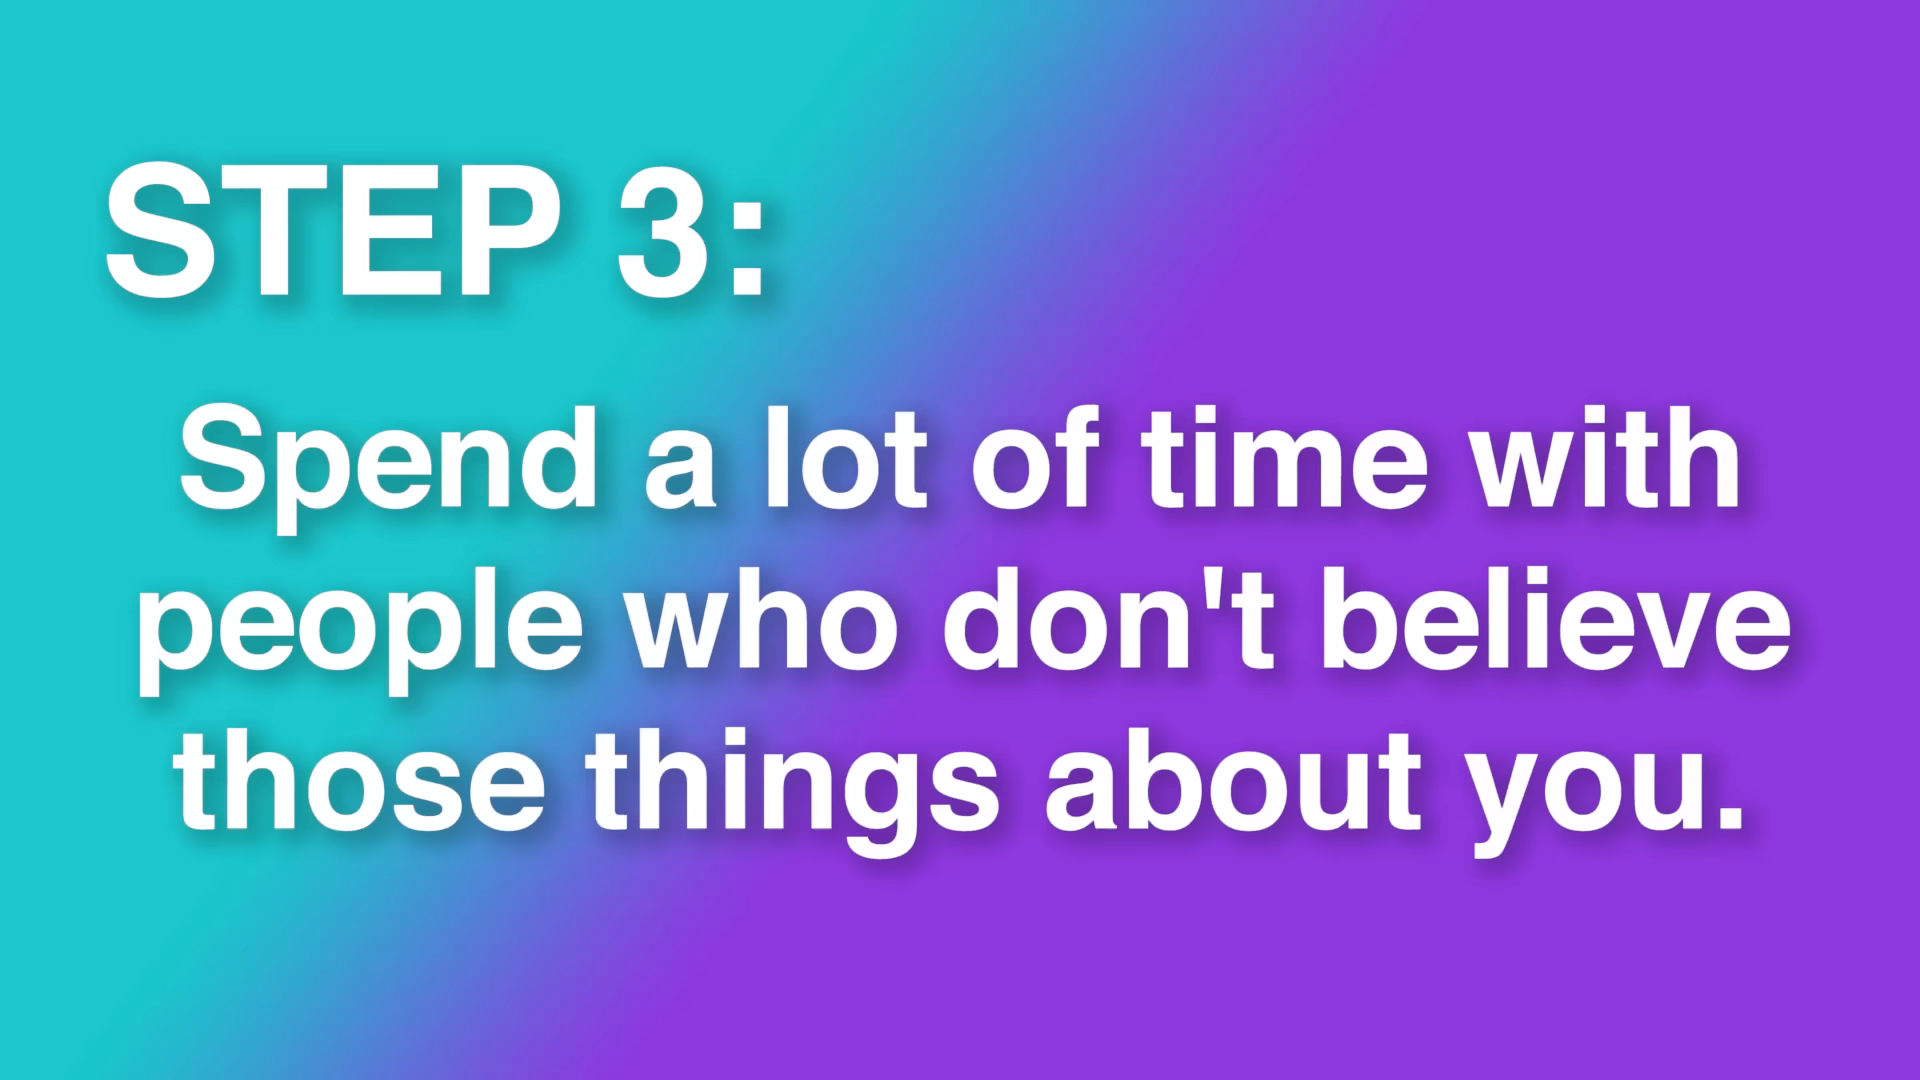 STEP 3:
Spend a lot of time with
people who don't believe
those things about you.